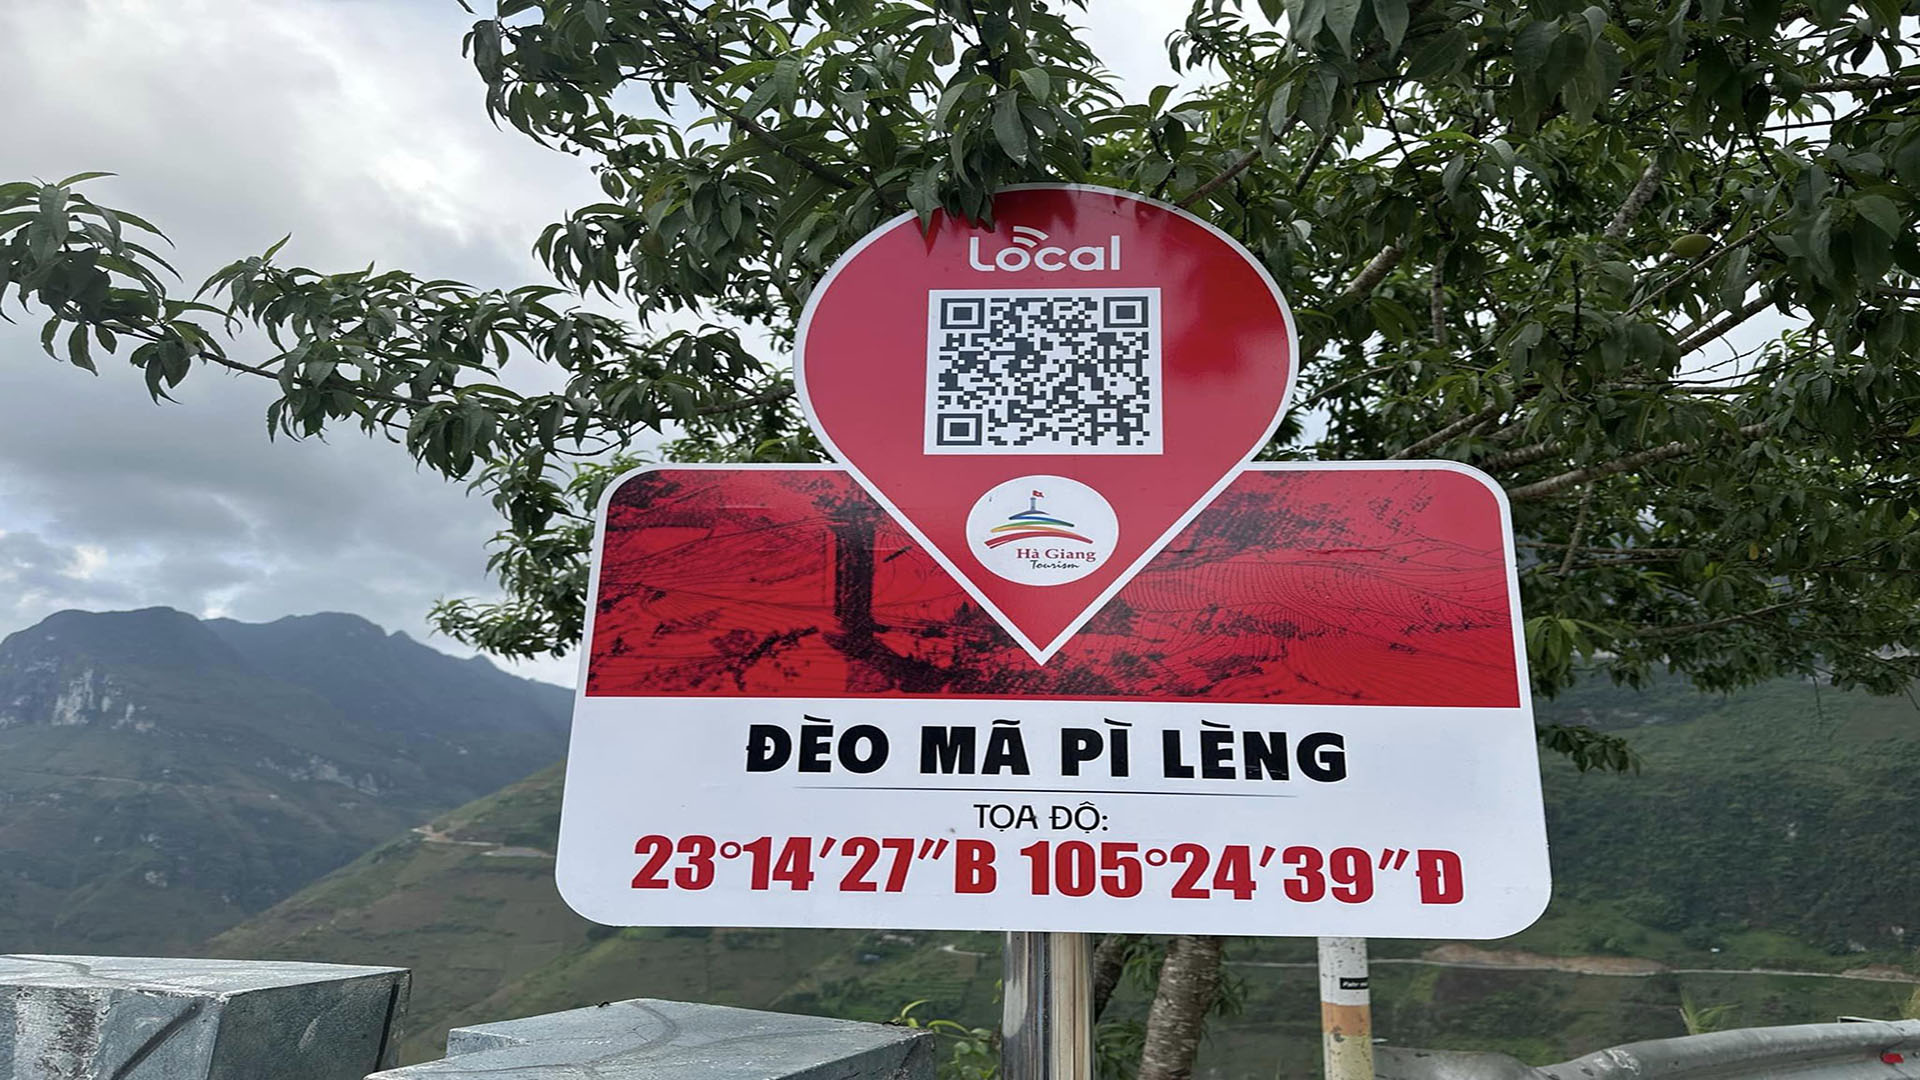 Local
Hà Giang
Tourism
ĐÈO MÃ PÌ LÈNG
TỌA ĐỘ:
23°14′27″B 105°24′39″Đ